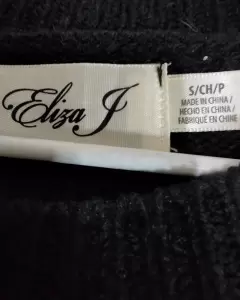 Eliza J
S/CH/P
MADE IN CHINA /
HECHO EN CHINA /
FABRIQUÉ EN CHINE